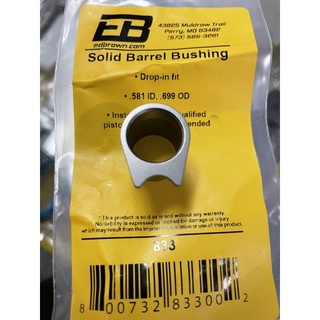 EB
43825 Muldrow Trail
Perry, MO 63462
(573) 565-3261
edbrown.com
Solid Barrel Bushing
• Drop-in fit
• .581 ID, .699 OD
• Inst
alified
pisto
ended
* This product is sold as is and without warranty.
No liability is expressed or implied for damage or injury
which may result from the improper installation or use of this product.
833
8 00732 83300 2